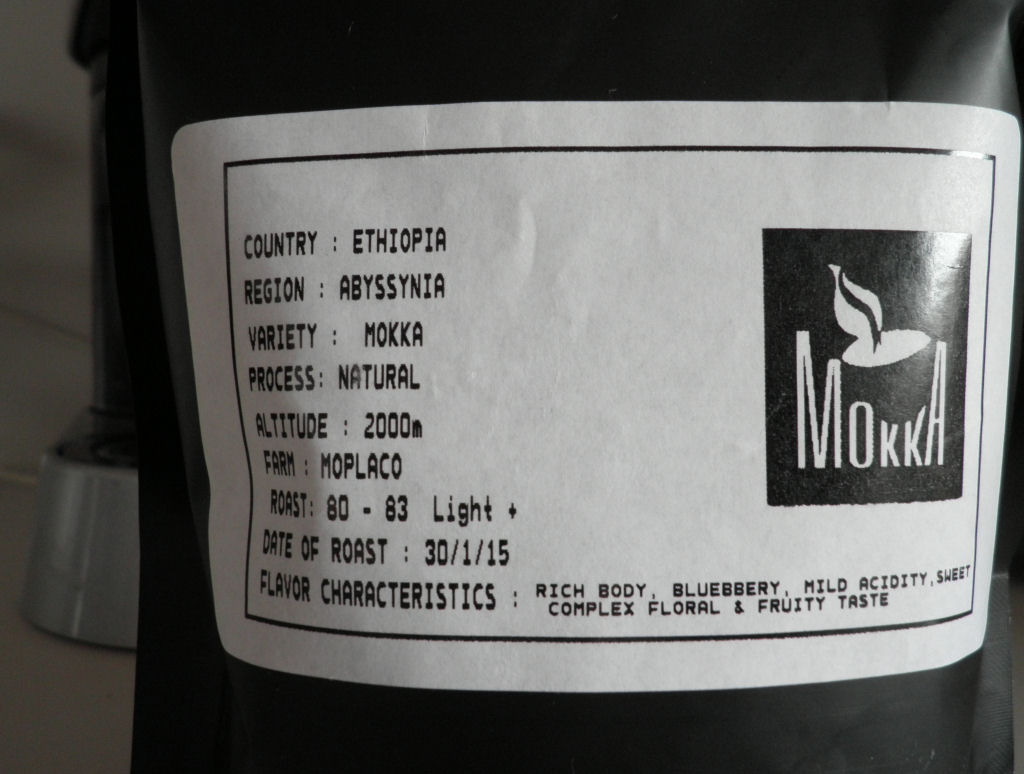 COUNTRY : ETHIOPIA
REGION : ABYSSYNIA
VARIETY : MOKKA
PROCESS: NATURAL
ALTITUDE : 2000m
FARM : MOPLACO
ROAST: 80 - 83 Light +
DATE OF ROAST : 30/1/15
FLAVOR CHARACTERISTICS : RICH BODY, BLUEBBERY, MILD ACIDITY,SWEET
COMPLEX FLORAL & FRUITY TASTE
MOKKA